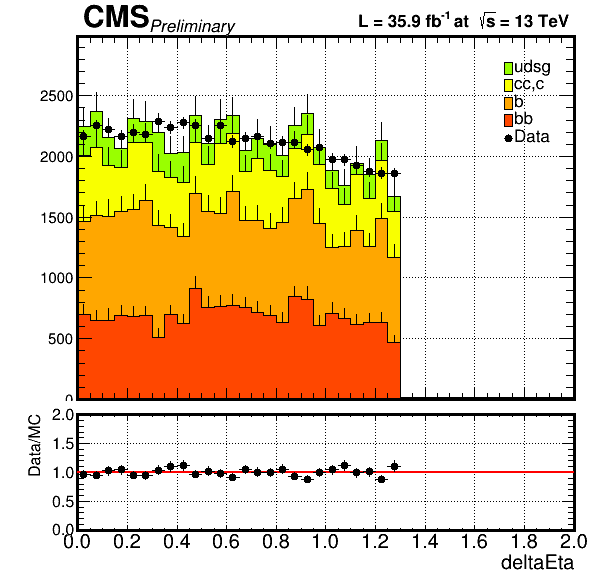 CMS Preliminary L = 35.9 fb⁻¹ at √s = 13 TeV
udsg
cc,c
b
bb
Data
2500
2000
1500
1000
500
0
Data/MC
2.0
1.5
1.0
0.5
0.0
0.0 0.2 0.4 0.6 0.8 1.0 1.2 1.4 1.6 1.8 2.0
deltaEta